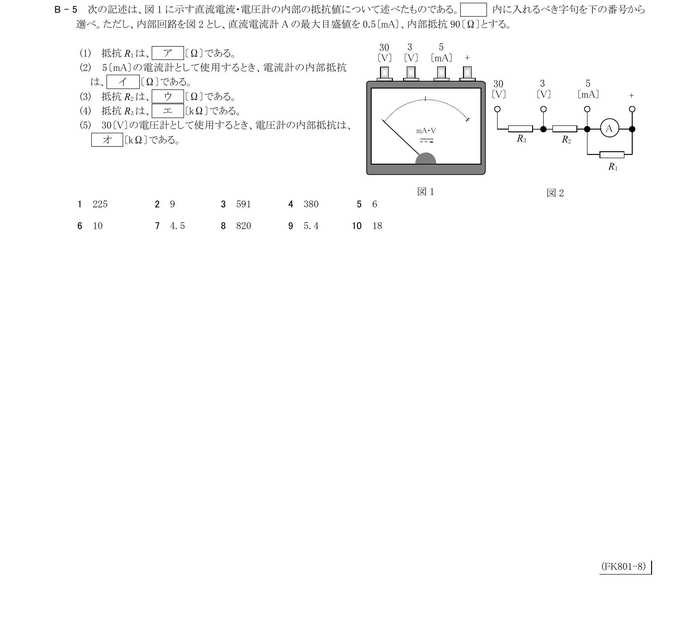 B－5 次の記述は、図１に示す直流電流・電圧計の内部の抵抗値について述べたものである。 内に入れるべき字句を下の番号から
選べ。ただし、内部回路を図２とし、直流電流計Ａの最大目盛値を 0.5〔mA〕、内部抵抗 90〔Ω〕とする。
(1) 抵抗 R₁は、 ア 〔Ω〕である。
(2) 5〔mA〕の電流計として使用するとき、電流計の内部抵抗
は、 イ 〔Ω〕である。
(3) 抵抗 R₂は、 ウ 〔Ω〕である。
(4) 抵抗 R₃は、 エ 〔kΩ〕である。
(5) 30〔V〕の電圧計として使用するとき、電圧計の内部抵抗は、
オ 〔kΩ〕である。
30 3 5
〔V〕 〔V〕 〔mA〕 +
mA・V
図１
30 3 5
〔V〕 〔V〕 〔mA〕 +
R₃ R₂ A
R₁
図２
1 225 2 9 3 591 4 380 5 6
6 10 7 4.5 8 820 9 5.4 10 18
(FK801-8)